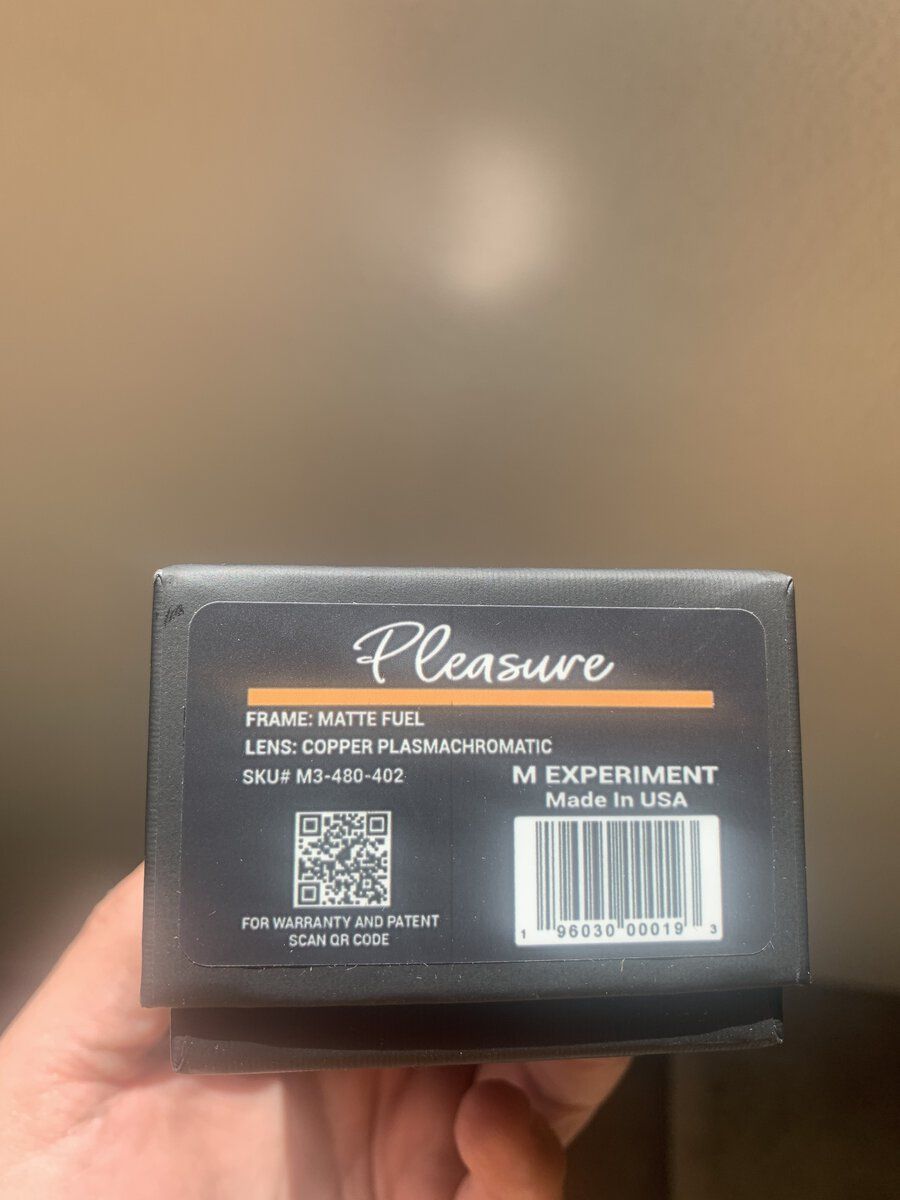 Pleasure
FRAME: MATTE FUEL
LENS: COPPER PLASMACHROMATIC
SKU# M3-480-402
M EXPERIMENT
Made In USA
1 96030 00019 3
FOR WARRANTY AND PATENT
SCAN QR CODE